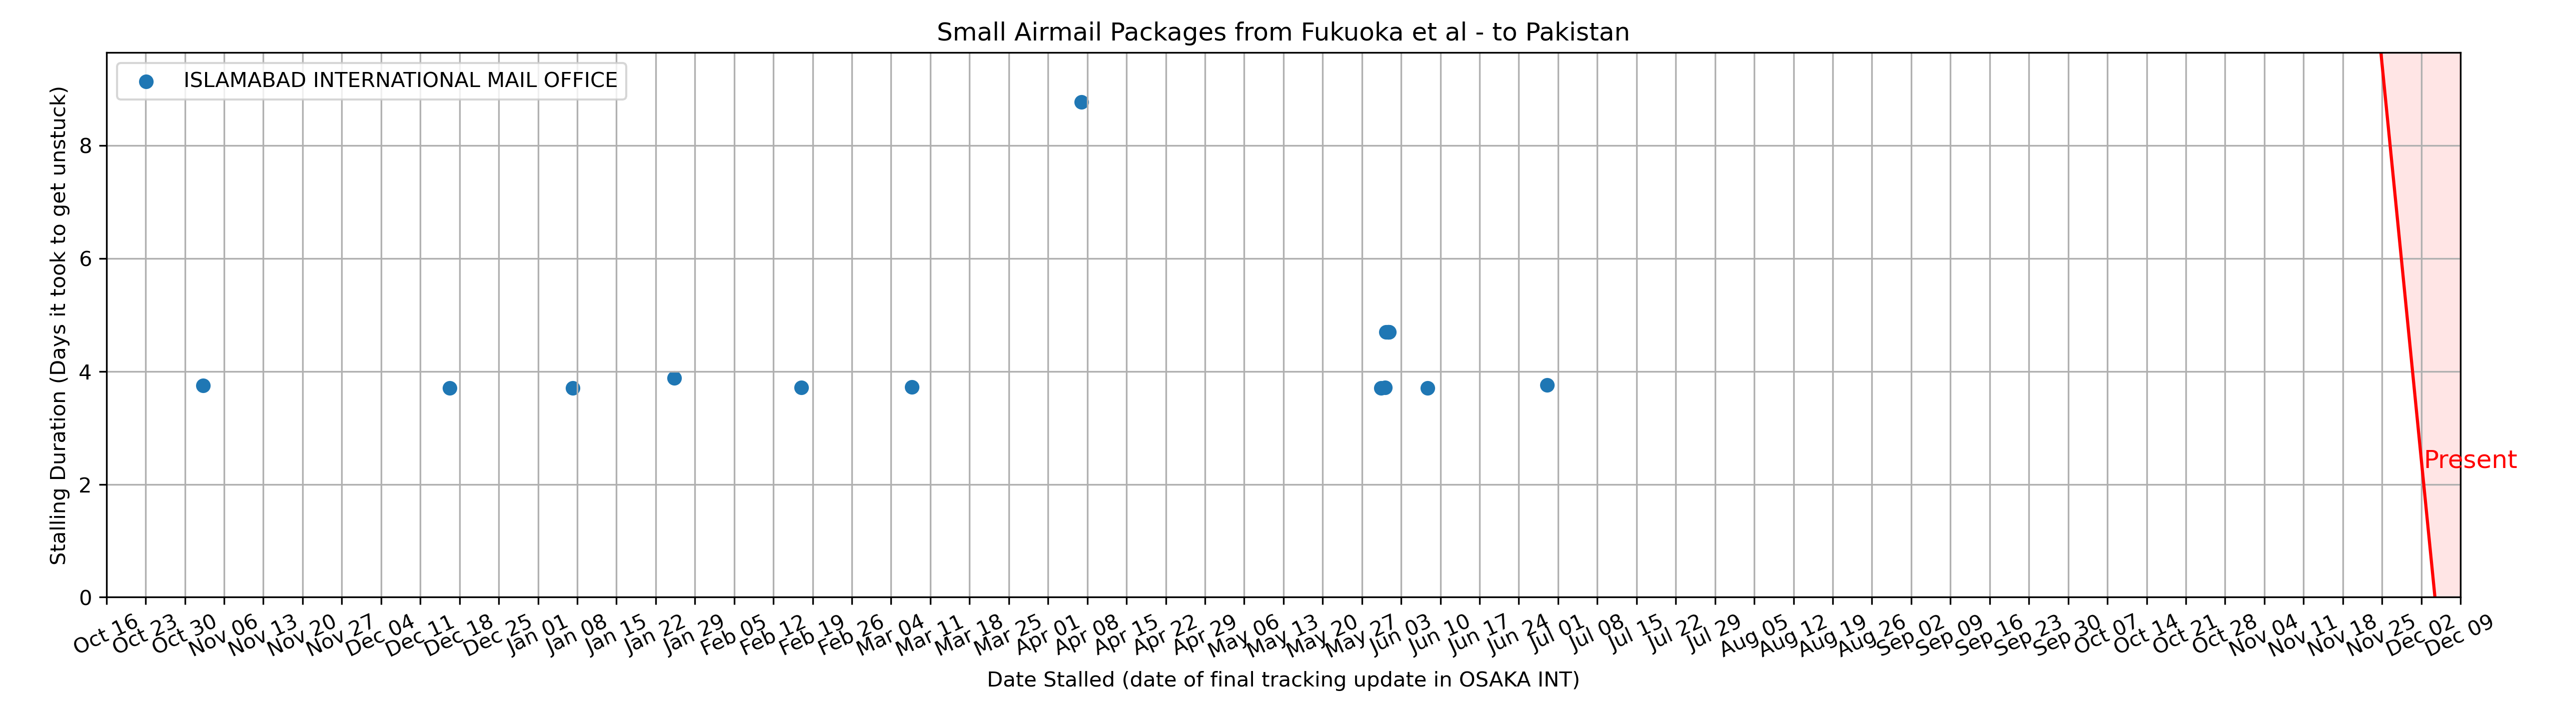 Small Airmail Packages from Fukuoka et al - to Pakistan
ISLAMABAD INTERNATIONAL MAIL OFFICE
Stalling Duration (Days it took to get unstuck)
8
6
4
2
0
Present
Oct 16
Oct 23
Oct 30
Nov 06
Nov 13
Nov 20
Nov 27
Dec 04
Dec 11
Dec 18
Dec 25
Jan 01
Jan 08
Jan 15
Jan 22
Jan 29
Feb 05
Feb 12
Feb 19
Feb 26
Mar 04
Mar 11
Mar 18
Mar 25
Apr 01
Apr 08
Apr 15
Apr 22
Apr 29
May 06
May 13
May 20
May 27
Jun 03
Jun 10
Jun 17
Jun 24
Jul 01
Jul 08
Jul 15
Jul 22
Jul 29
Aug 05
Aug 12
Aug 19
Aug 26
Sep 02
Sep 09
Sep 16
Sep 23
Sep 30
Oct 07
Oct 14
Oct 21
Oct 28
Nov 04
Nov 11
Nov 18
Nov 25
Dec 02
Dec 09
Date Stalled (date of final tracking update in OSAKA INT)